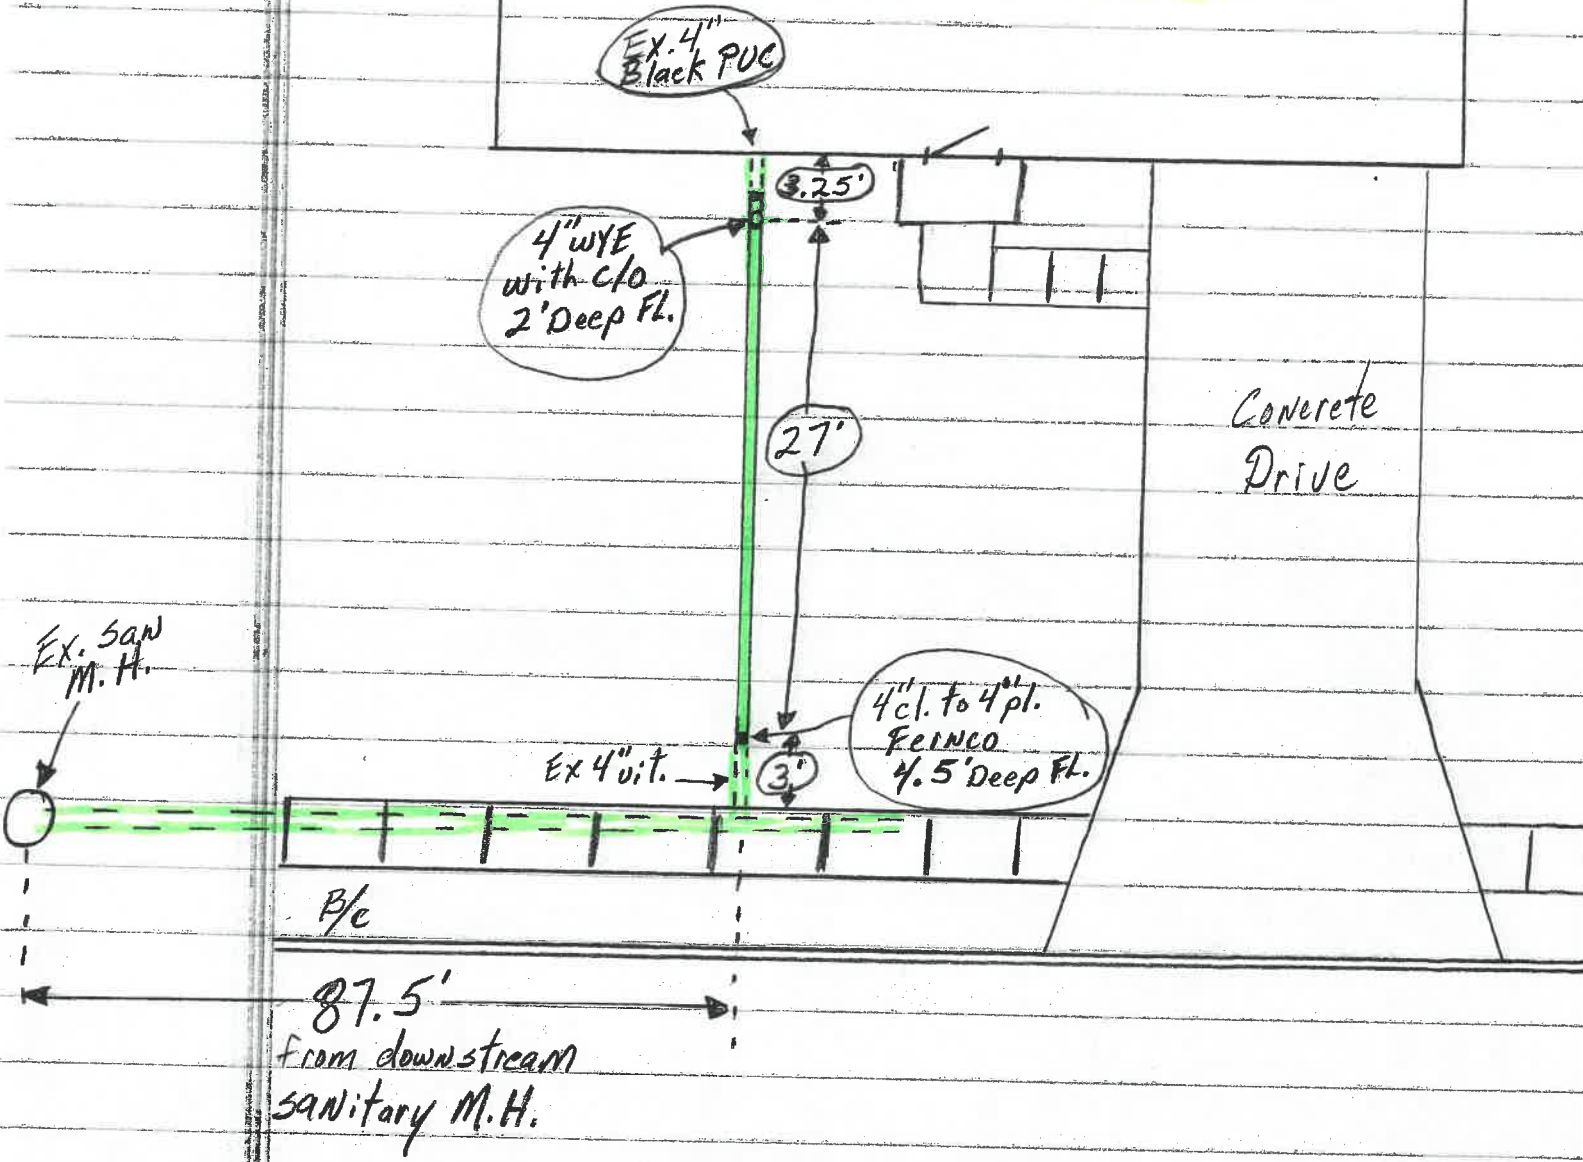 Ex. 4"
Black PVC
3.25'
4" WYE
with C/O
2' Deep FL.
27'
Concrete
Drive
Ex. San
M.H.
4" cl. to 4" pl.
Fernco
4.5' Deep FL.
Ex 4" vit.
3'
B/c
87.5'
from downstream
sanitary M.H.